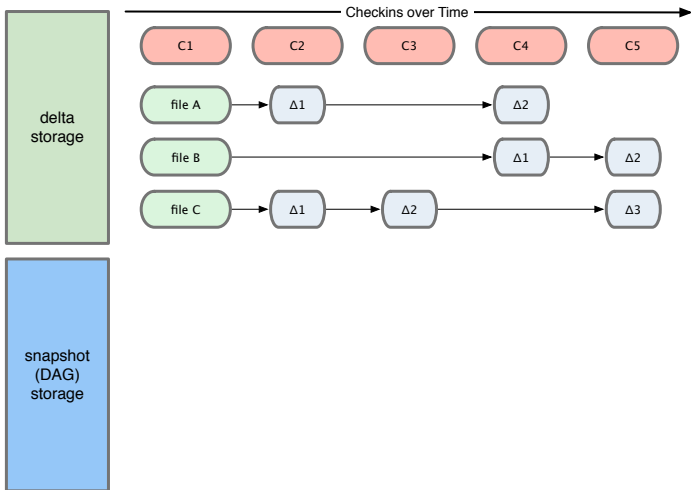 Checkins over Time
C1 C2 C3 C4 C5
delta
storage
file A Δ1 Δ2
file B Δ1 Δ2
file C Δ1 Δ2 Δ3
snapshot
(DAG)
storage